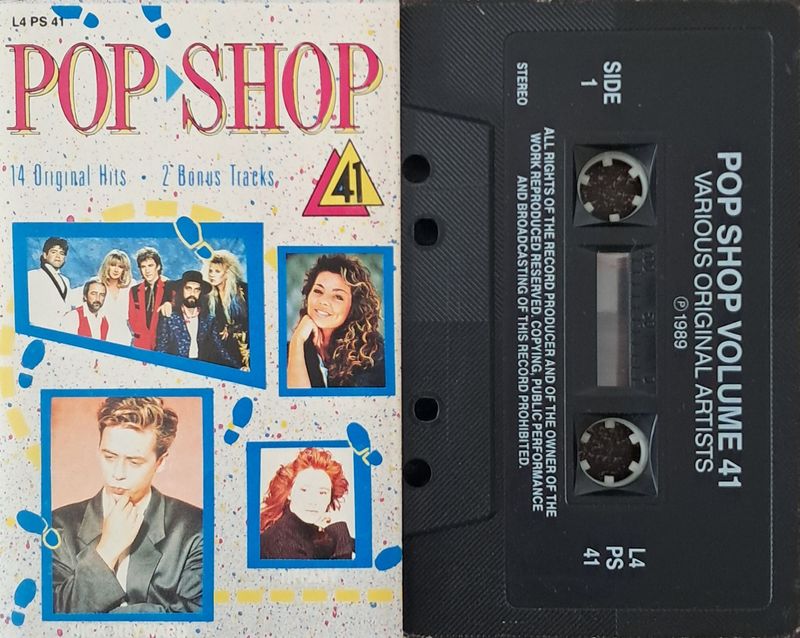 L4 PS 41
POP SHOP
14 Original Hits • 2 Bonus Tracks
41
SIDE
1
STEREO
POP SHOP VOLUME 41
VARIOUS ORIGINAL ARTISTS
℗ 1989
ALL RIGHTS OF THE RECORD PRODUCER AND OF THE OWNER OF THE
WORK REPRODUCED RESERVED. COPYING, PUBLIC PERFORMANCE
AND BROADCASTING OF THIS RECORD PROHIBITED.
L4
PS
41